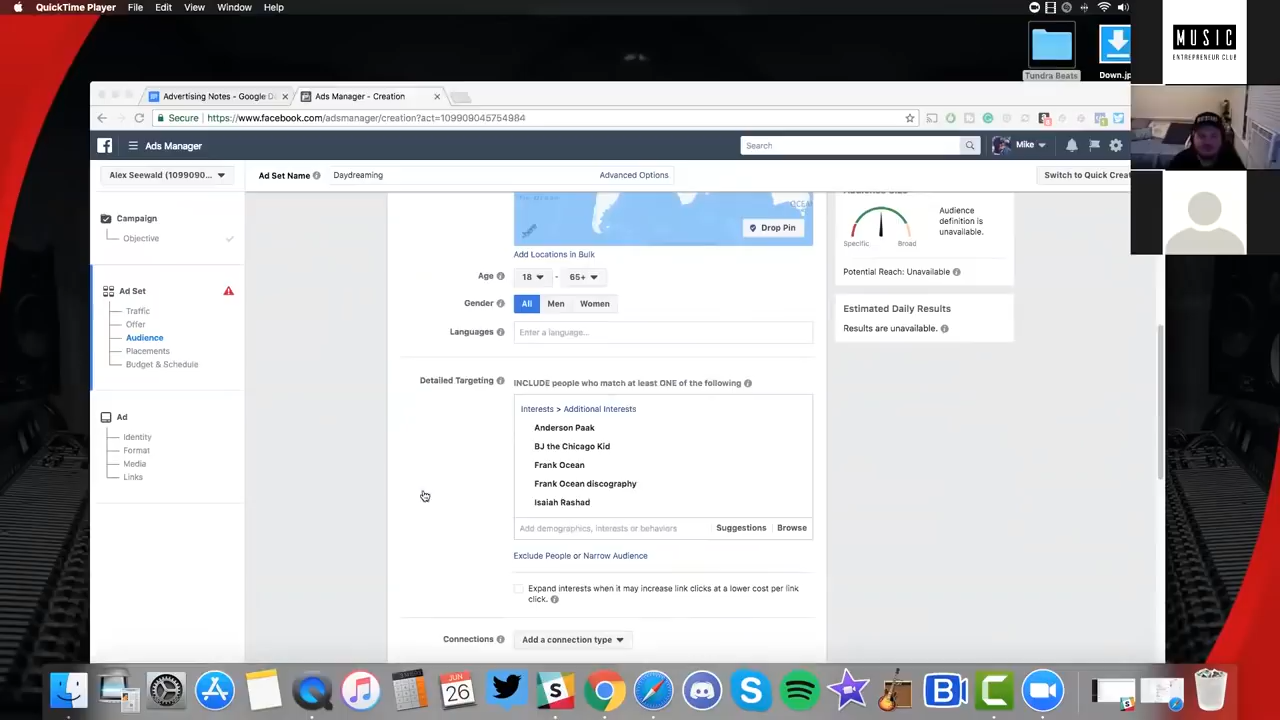 QuickTime Player File Edit View Window Help
MUSIC
ENTREPRENEUR CLUB
Tundra Beats
Down.jp
Advertising Notes - Google D
Ads Manager - Creation
Secure https://www.facebook.com/adsmanager/creation?act=109909045754984
Ads Manager
Search
Mike
Alex Seewald (1099090...
Ad Set Name
Daydreaming
Advanced Options
Switch to Quick Creat
Campaign
Objective
Ad Set
Traffic
Offer
Audience
Placements
Budget & Schedule
Ad
Identity
Format
Media
Links
OCEAN
Drop Pin
Add Locations in Bulk
Age 18 - 65+
Gender All Men Women
Languages Enter a language...
Detailed Targeting
INCLUDE people who match at least ONE of the following
Interests > Additional Interests
Anderson Paak
BJ the Chicago Kid
Frank Ocean
Frank Ocean discography
Isaiah Rashad
Add demographics, interests or behaviors Suggestions Browse
Exclude People or Narrow Audience
Expand interests when it may increase link clicks at a lower cost per link
click.
Connections Add a connection type
Audience
definition is
unavailable.
Specific Broad
Potential Reach: Unavailable
Estimated Daily Results
Results are unavailable.
JUN
26